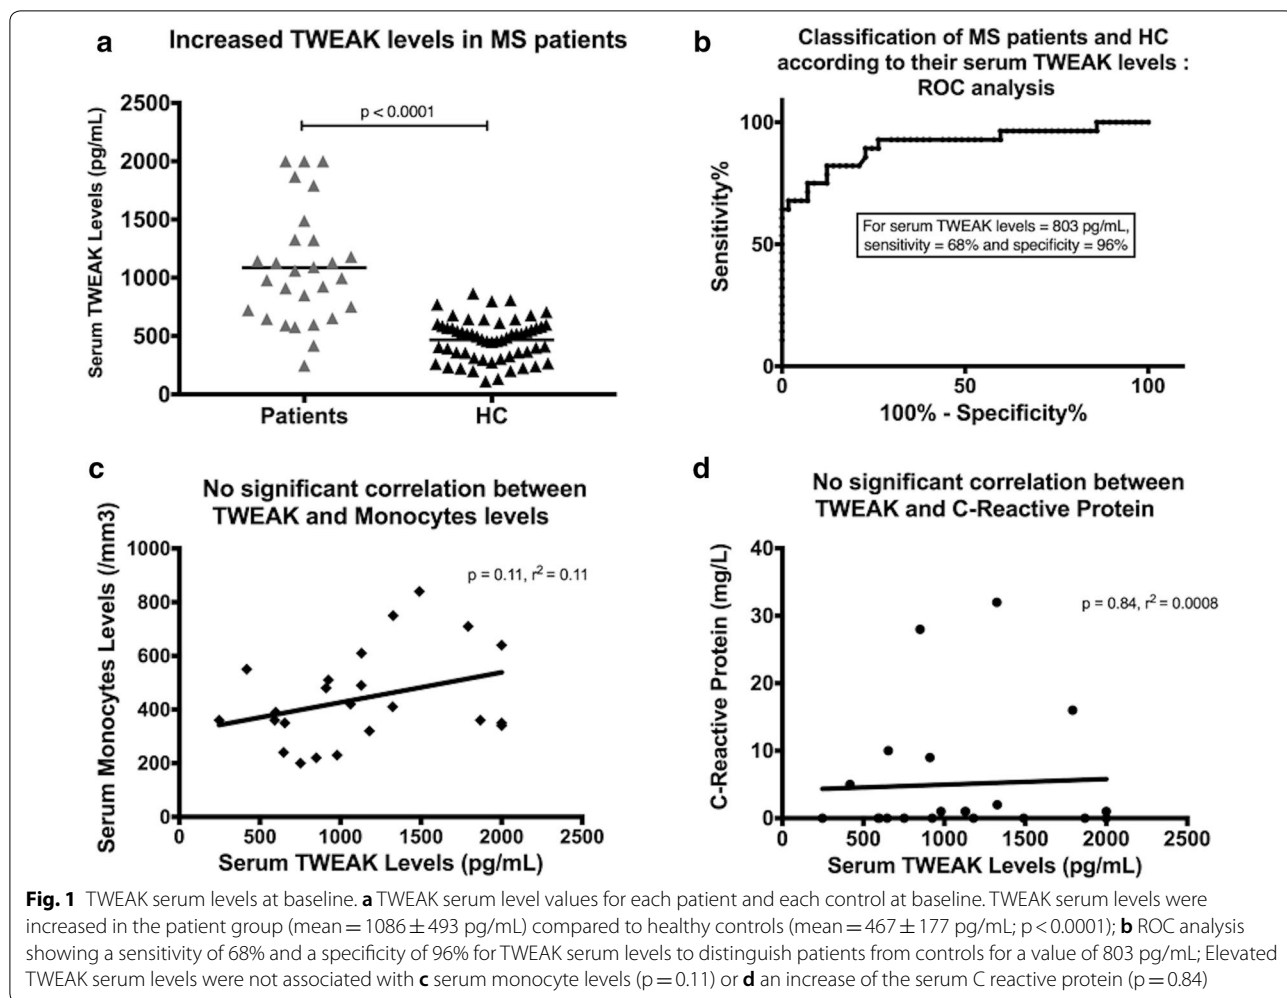 a
Increased TWEAK levels in MS patients
Serum TWEAK Levels (pg/mL)
2500
2000
1500
1000
500
0
p < 0.0001
Patients
HC
b
Classification of MS patients and HC
according to their serum TWEAK levels :
ROC analysis
Sensitivity%
100
50
0
For serum TWEAK levels = 803 pg/mL,
sensitivity = 68% and specificity = 96%
0
50
100
100% - Specificity%
c
No significant correlation between
TWEAK and Monocytes levels
Serum Monocytes Levels (/mm3)
1000
800
600
400
200
0
p = 0.11, r² = 0.11
0
500
1000
1500
2000
2500
Serum TWEAK Levels (pg/mL)
d
No significant correlation between
TWEAK and C-Reactive Protein
C-Reactive Protein (mg/L)
40
30
20
10
0
p = 0.84, r² = 0.0008
0
500
1000
1500
2000
2500
Serum TWEAK Levels (pg/mL)
Fig. 1 TWEAK serum levels at baseline. a TWEAK serum level values for each patient and each control at baseline. TWEAK serum levels were
increased in the patient group (mean = 1086 ± 493 pg/mL) compared to healthy controls (mean = 467 ± 177 pg/mL; p < 0.0001); b ROC analysis
showing a sensitivity of 68% and a specificity of 96% for TWEAK serum levels to distinguish patients from controls for a value of 803 pg/mL; Elevated
TWEAK serum levels were not associated with c serum monocyte levels (p = 0.11) or d an increase of the serum C reactive protein (p = 0.84)